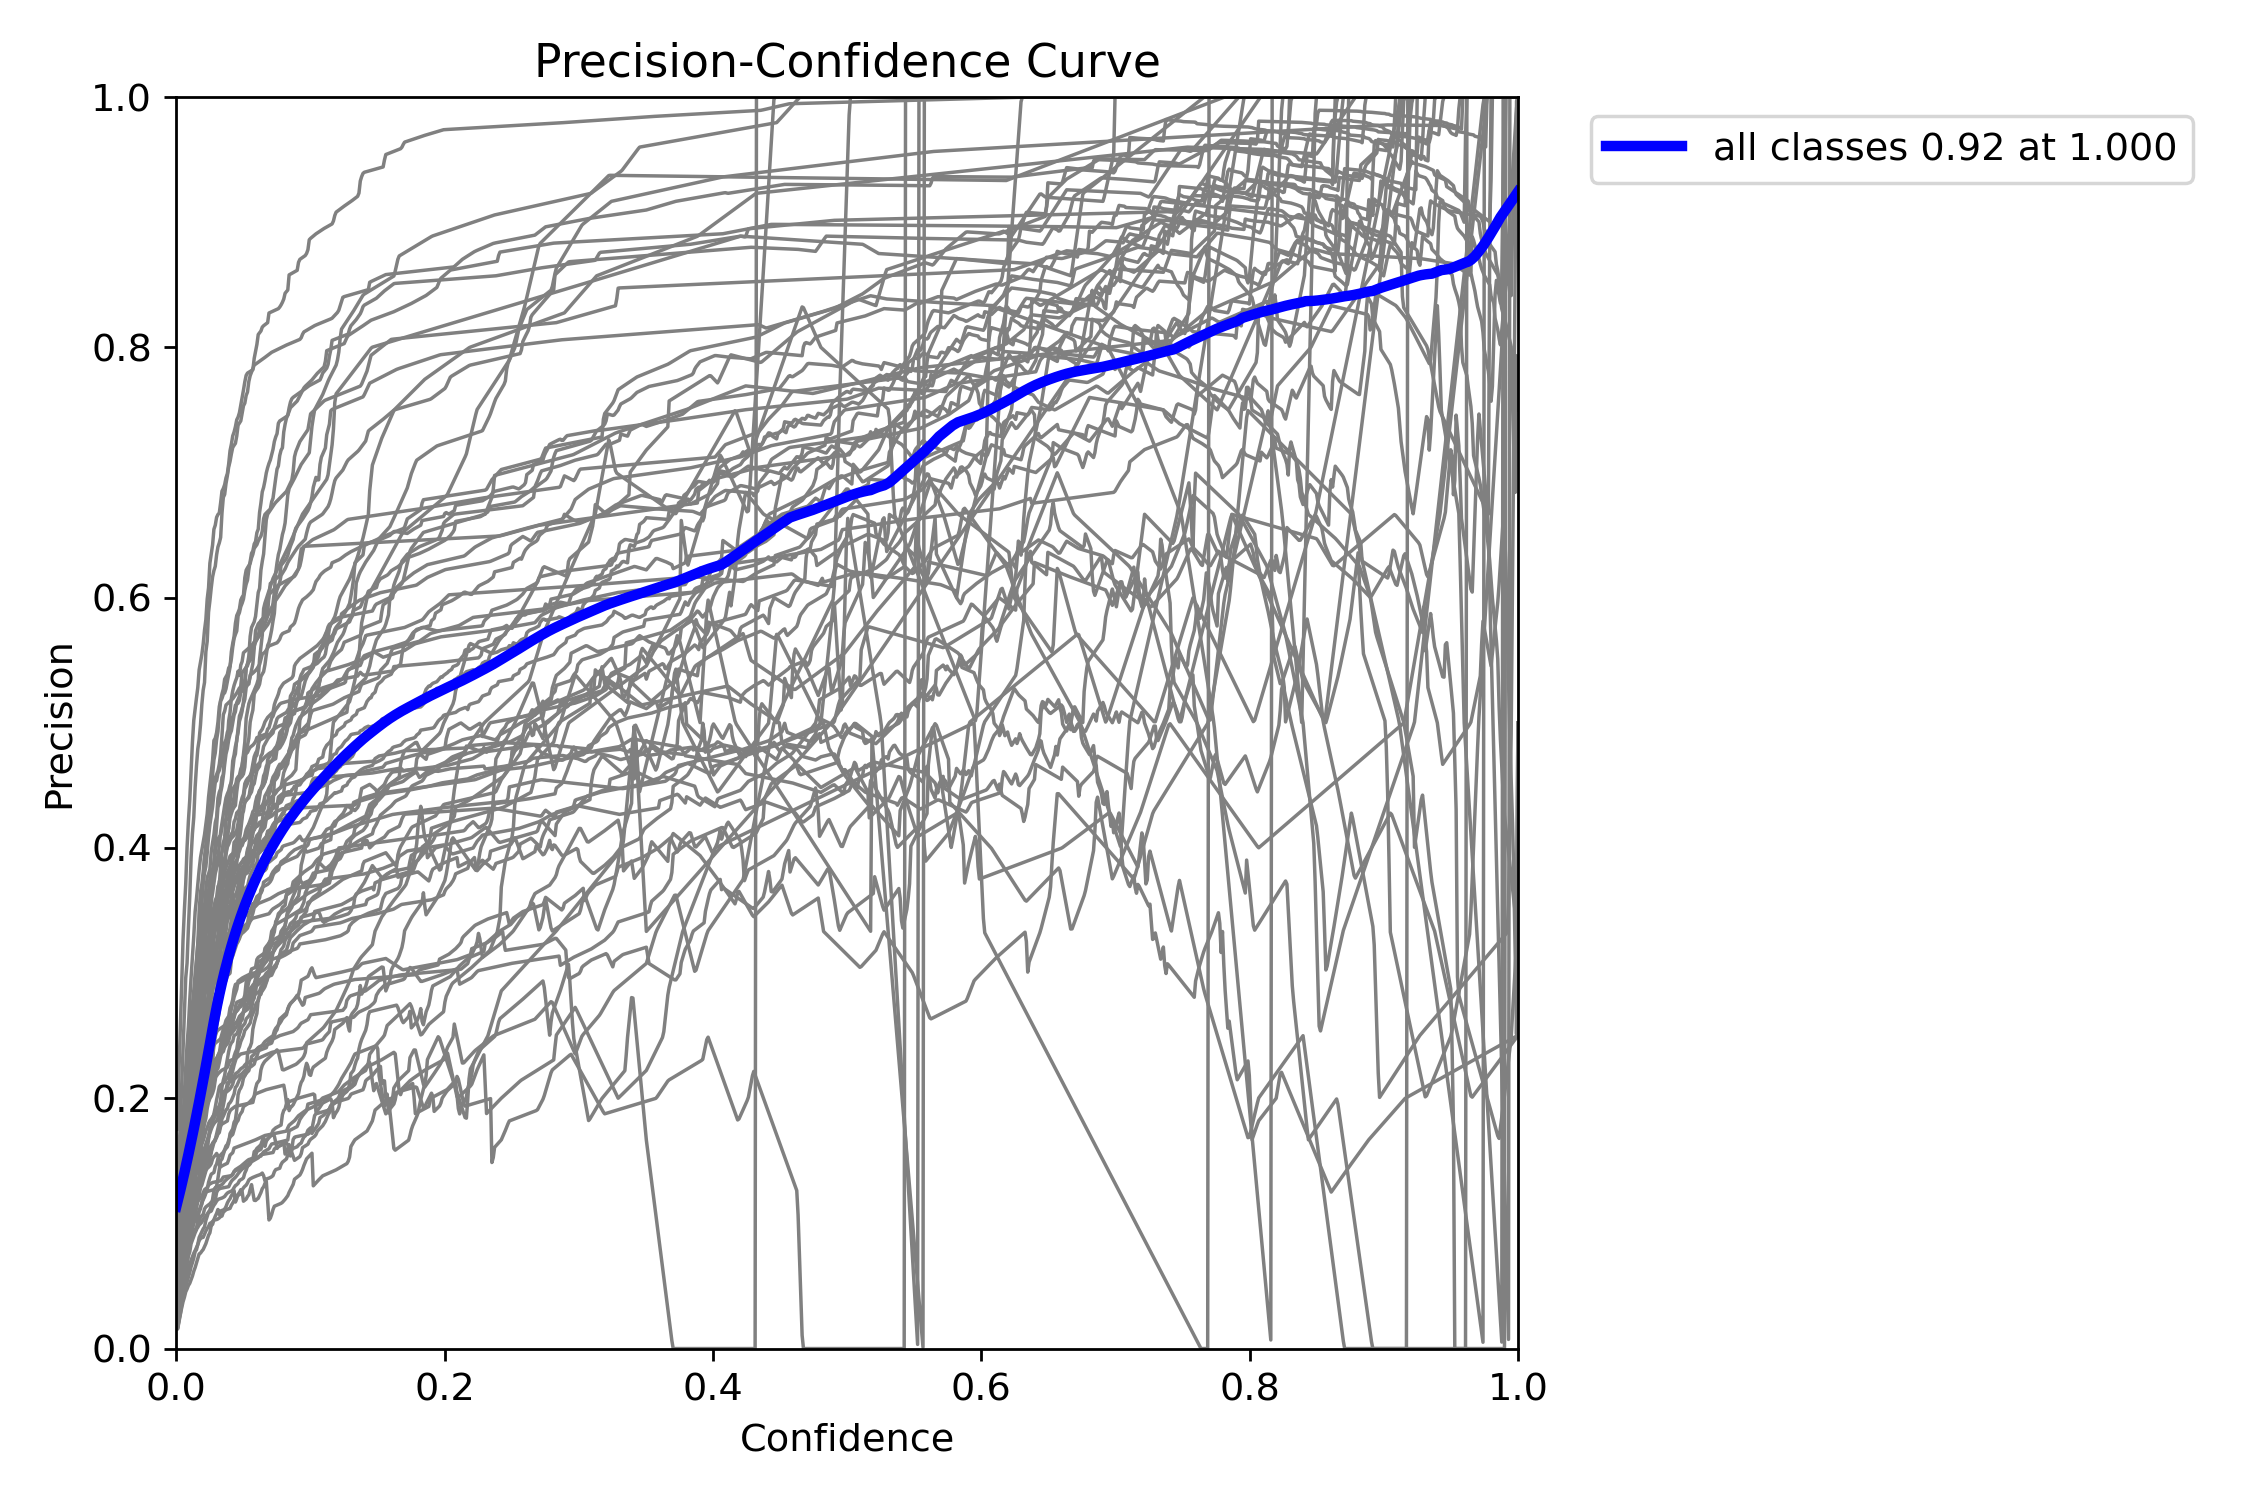 Precision-Confidence Curve
1.0
0.8
0.6
0.4
0.2
0.0
Precision
0.0 0.2 0.4 0.6 0.8 1.0
Confidence
all classes 0.92 at 1.000